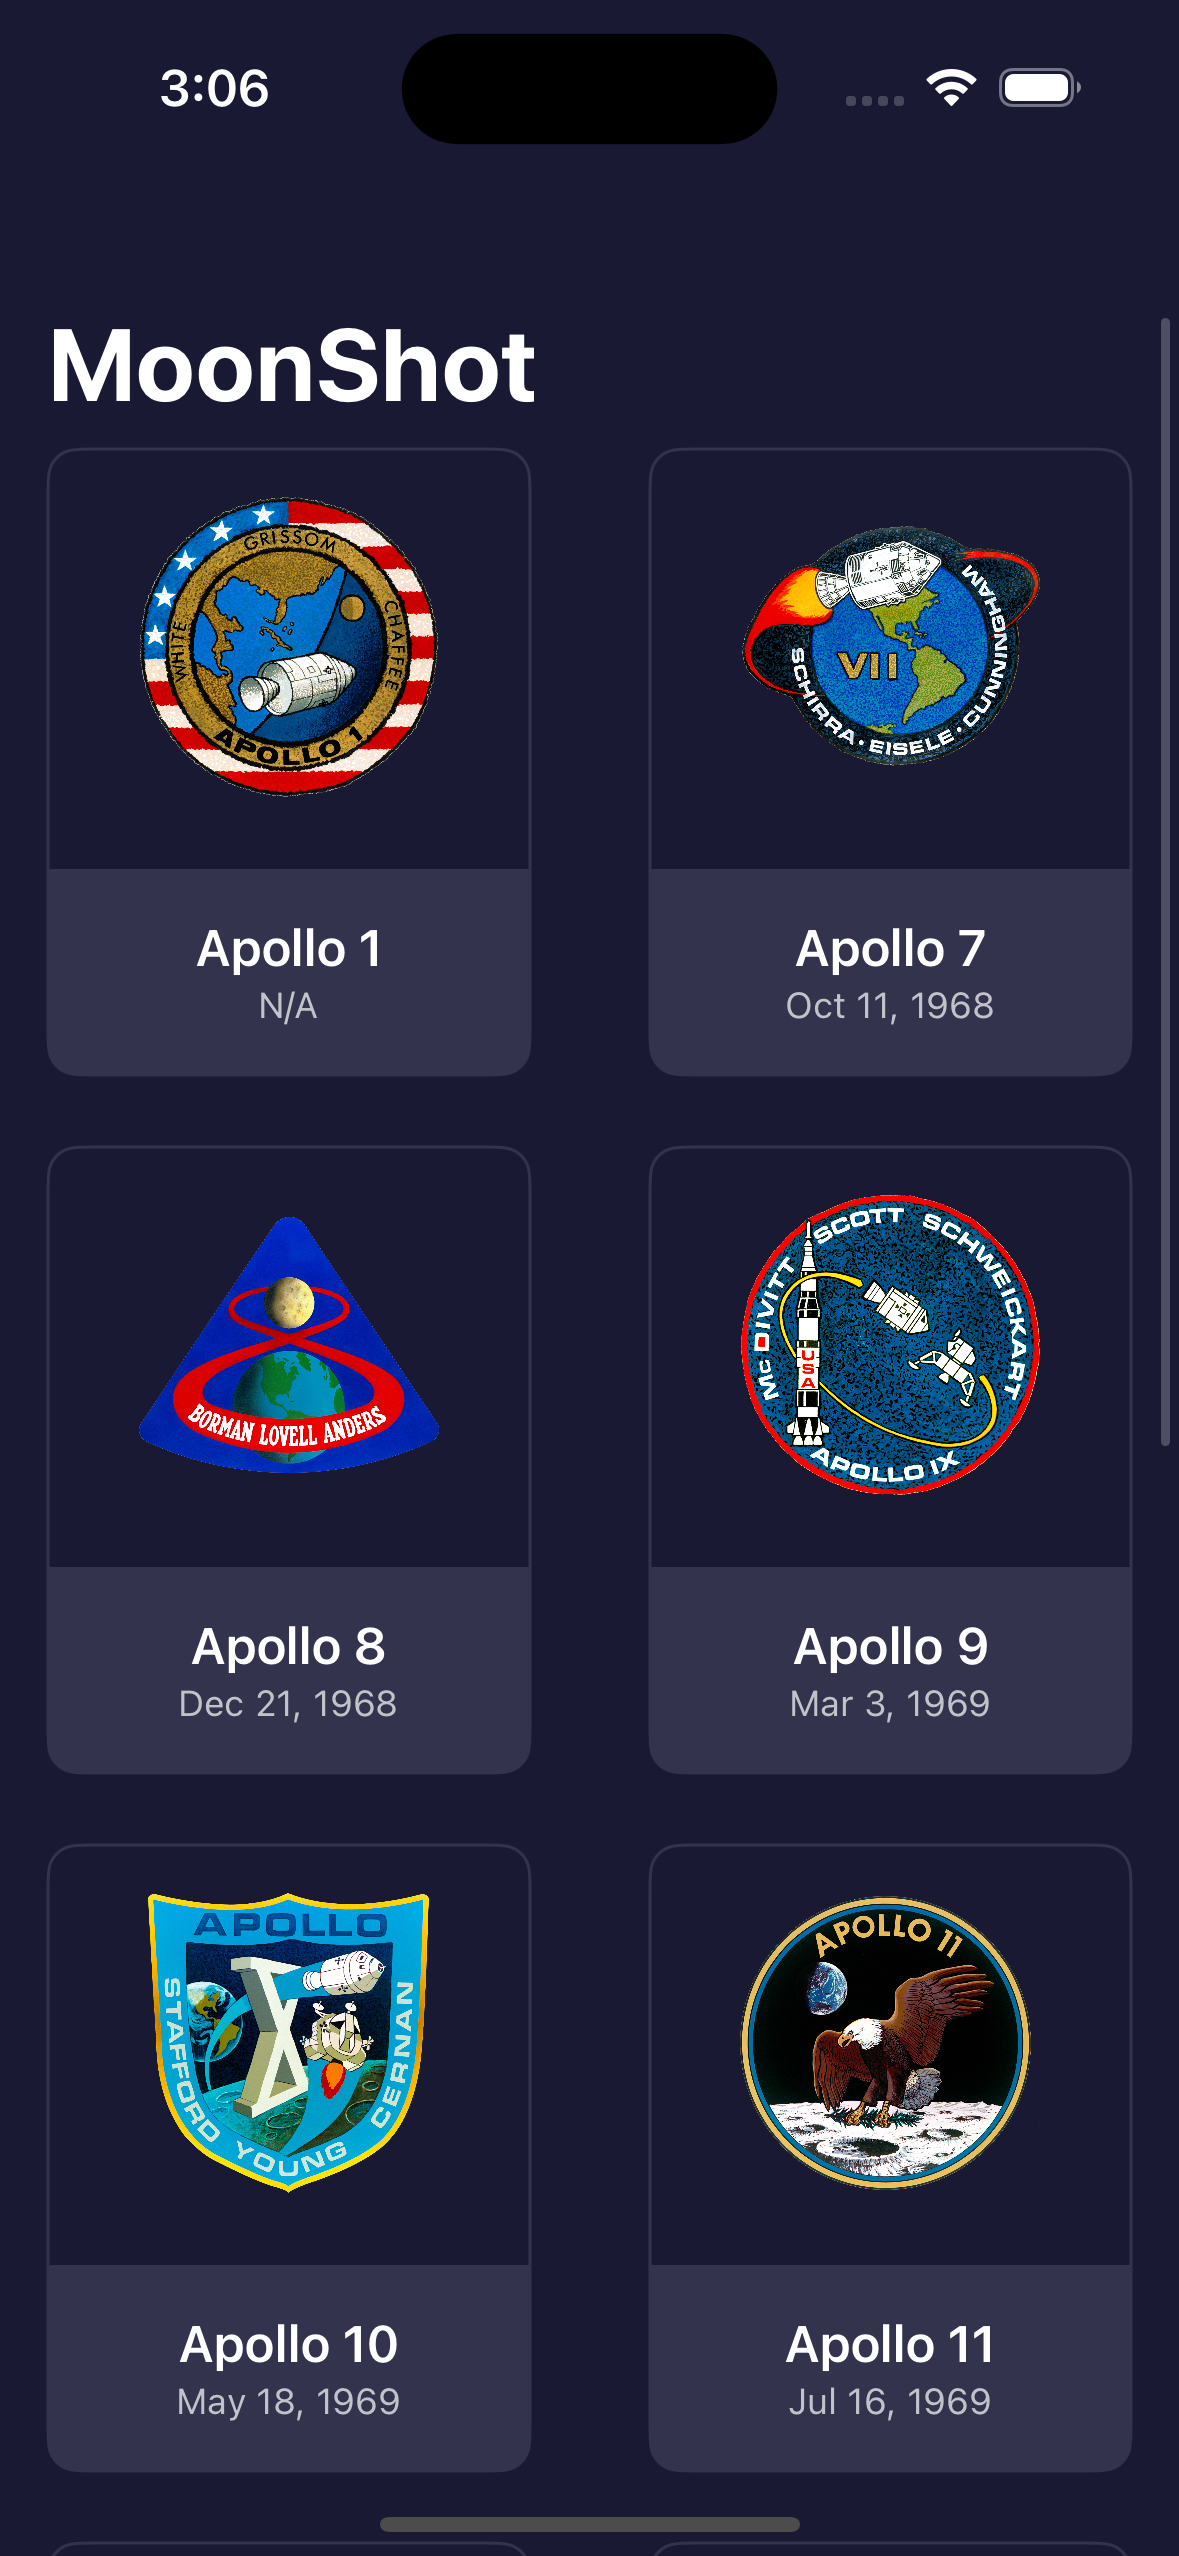 3:06
MoonShot
GRISSOM
WHITE
CHAFFEE
APOLLO 1
VII
SCHIRRA · EISELE · CUNNINGHAM
Apollo 1
N/A
Apollo 7
Oct 11, 1968
BORMAN LOVELL ANDERS
Mc DIVITT SCOTT SCHWEICKART
USA
APOLLO IX
Apollo 8
Dec 21, 1968
Apollo 9
Mar 3, 1969
APOLLO
X
STAFFORD YOUNG CERNAN
APOLLO 11
Apollo 10
May 18, 1969
Apollo 11
Jul 16, 1969